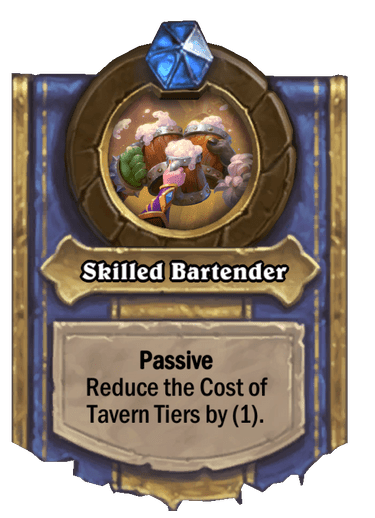 Skilled Bartender
Passive
Reduce the Cost of
Tavern Tiers by (1).